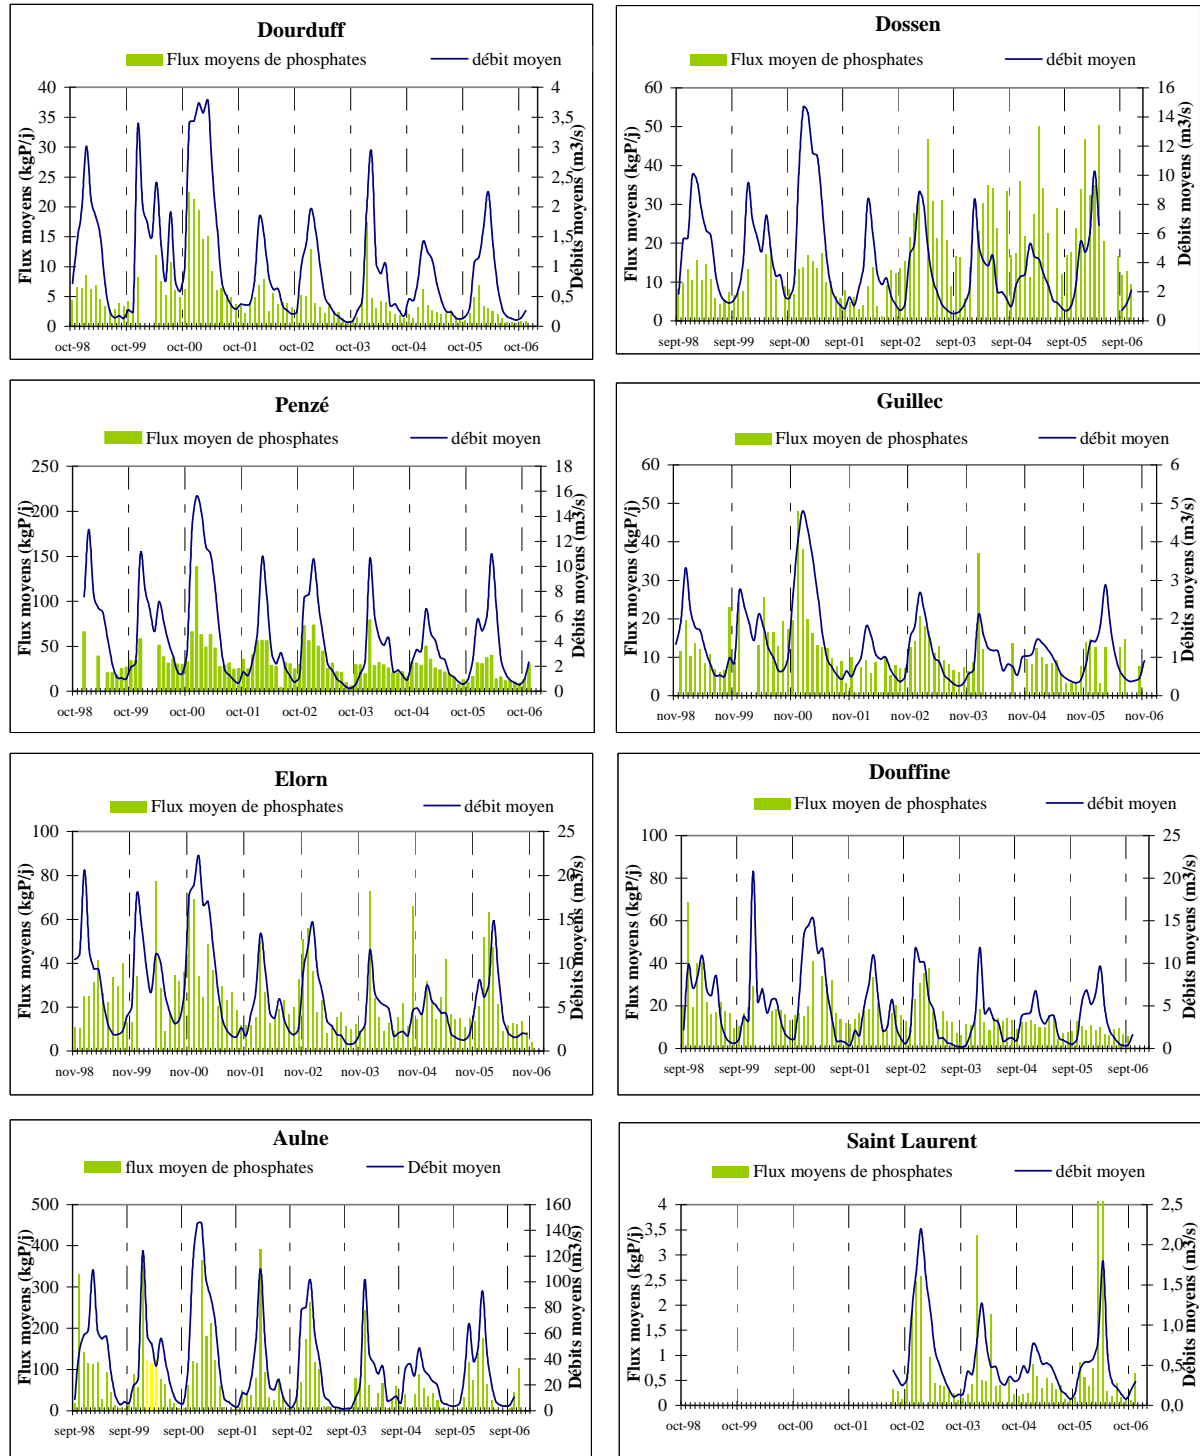 Dourduff
Flux moyens de phosphates
débit moyen
Flux moyens (kgP/j)
40
35
30
25
20
15
10
5
0
4
3,5
3
2,5
2
1,5
1
0,5
0
Débits moyens (m3/s)
oct-98 oct-99 oct-00 oct-01 oct-02 oct-03 oct-04 oct-05 oct-06
Dossen
Flux moyen de phosphates
débit moyen
Flux moyens (kgP/j)
60
50
40
30
20
10
0
16
14
12
10
8
6
4
2
0
Débits moyens (m3/s)
sept-98 sept-99 sept-00 sept-01 sept-02 sept-03 sept-04 sept-05 sept-06
Penzé
Flux moyen de phosphates
débit moyen
Flux moyens (kgP/j)
250
200
150
100
50
0
18
16
14
12
10
8
6
4
2
0
Débits moyens (m3/s)
oct-98 oct-99 oct-00 oct-01 oct-02 oct-03 oct-04 oct-05 oct-06
Guillec
Flux moyen de phosphates
débit moyen
Flux moyens (kgP/j)
60
50
40
30
20
10
0
6
5
4
3
2
1
0
Débits moyens (m3/s)
nov-98 nov-99 nov-00 nov-01 nov-02 nov-03 nov-04 nov-05 nov-06
Elorn
Flux moyen de phosphates
débit moyen
Flux moyens (kgP/j)
100
80
60
40
20
0
25
20
15
10
5
0
Débits moyens (m3/s)
nov-98 nov-99 nov-00 nov-01 nov-02 nov-03 nov-04 nov-05 nov-06
Douffine
Flux moyen de phosphates
débit moyen
Flux moyens (kgP/j)
100
80
60
40
20
0
25
20
15
10
5
0
Débits moyens (m3/s)
sept-98 sept-99 sept-00 sept-01 sept-02 sept-03 sept-04 sept-05 sept-06
Aulne
flux moyen de phosphates
Débit moyen
Flux moyens (kgP/j)
500
400
300
200
100
0
160
140
120
100
80
60
40
20
0
Débits moyens (m3/s)
sept-98 sept-99 sept-00 sept-01 sept-02 sept-03 sept-04 sept-05 sept-06
Saint Laurent
Flux moyens de phosphates
débit moyen
Flux moyens (kgP/j)
4
3,5
3
2,5
2
1,5
1
0,5
0
2,5
2,0
1,5
1,0
0,5
0,0
Débits moyens (m3/s)
oct-98 oct-99 oct-00 oct-01 oct-02 oct-03 oct-04 oct-05 oct-06